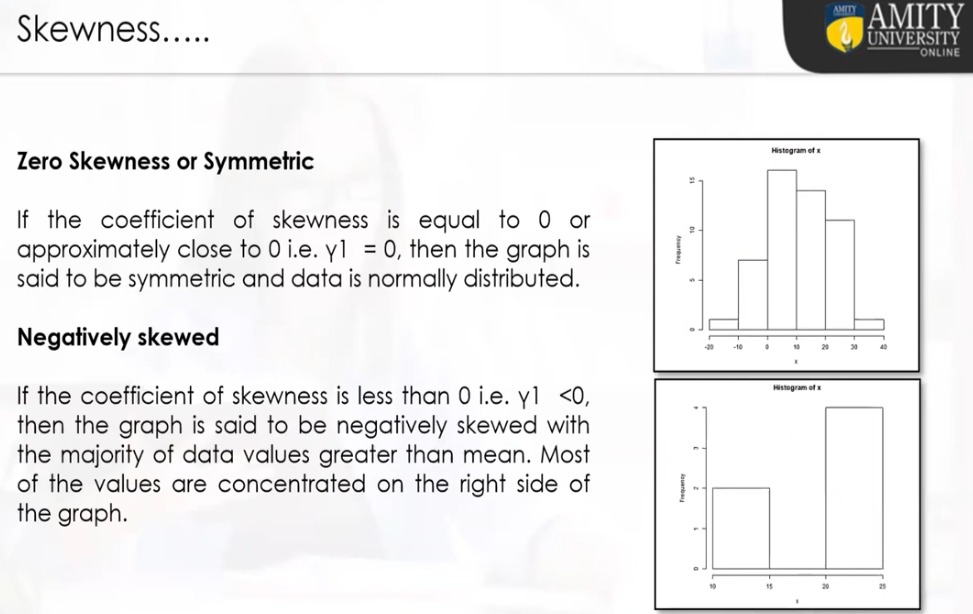 Skewness.....
AMITY
AMITY
UNIVERSITY
ONLINE
Zero Skewness or Symmetric
If the coefficient of skewness is equal to 0 or
approximately close to 0 i.e. γ1 = 0, then the graph is
said to be symmetric and data is normally distributed.
Negatively skewed
If the coefficient of skewness is less than 0 i.e. γ1 <0,
then the graph is said to be negatively skewed with
the majority of data values greater than mean. Most
of the values are concentrated on the right side of
the graph.
Histogram of x
Frequency
15
10
5
0
-20 -10 0 10 20 30 40
x
Histogram of x
Frequency
4
3
2
1
0
10 15 20 25
x